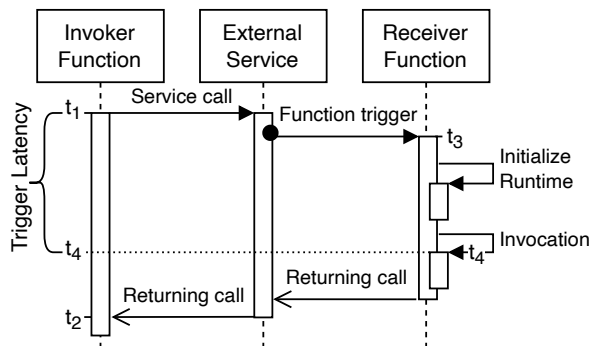 Invoker
Function
External
Service
Receiver
Function
t1
Service call
Function trigger
t3
Initialize
Runtime
Trigger Latency
Invocation
t4
t4
Returning call
Returning call
t2